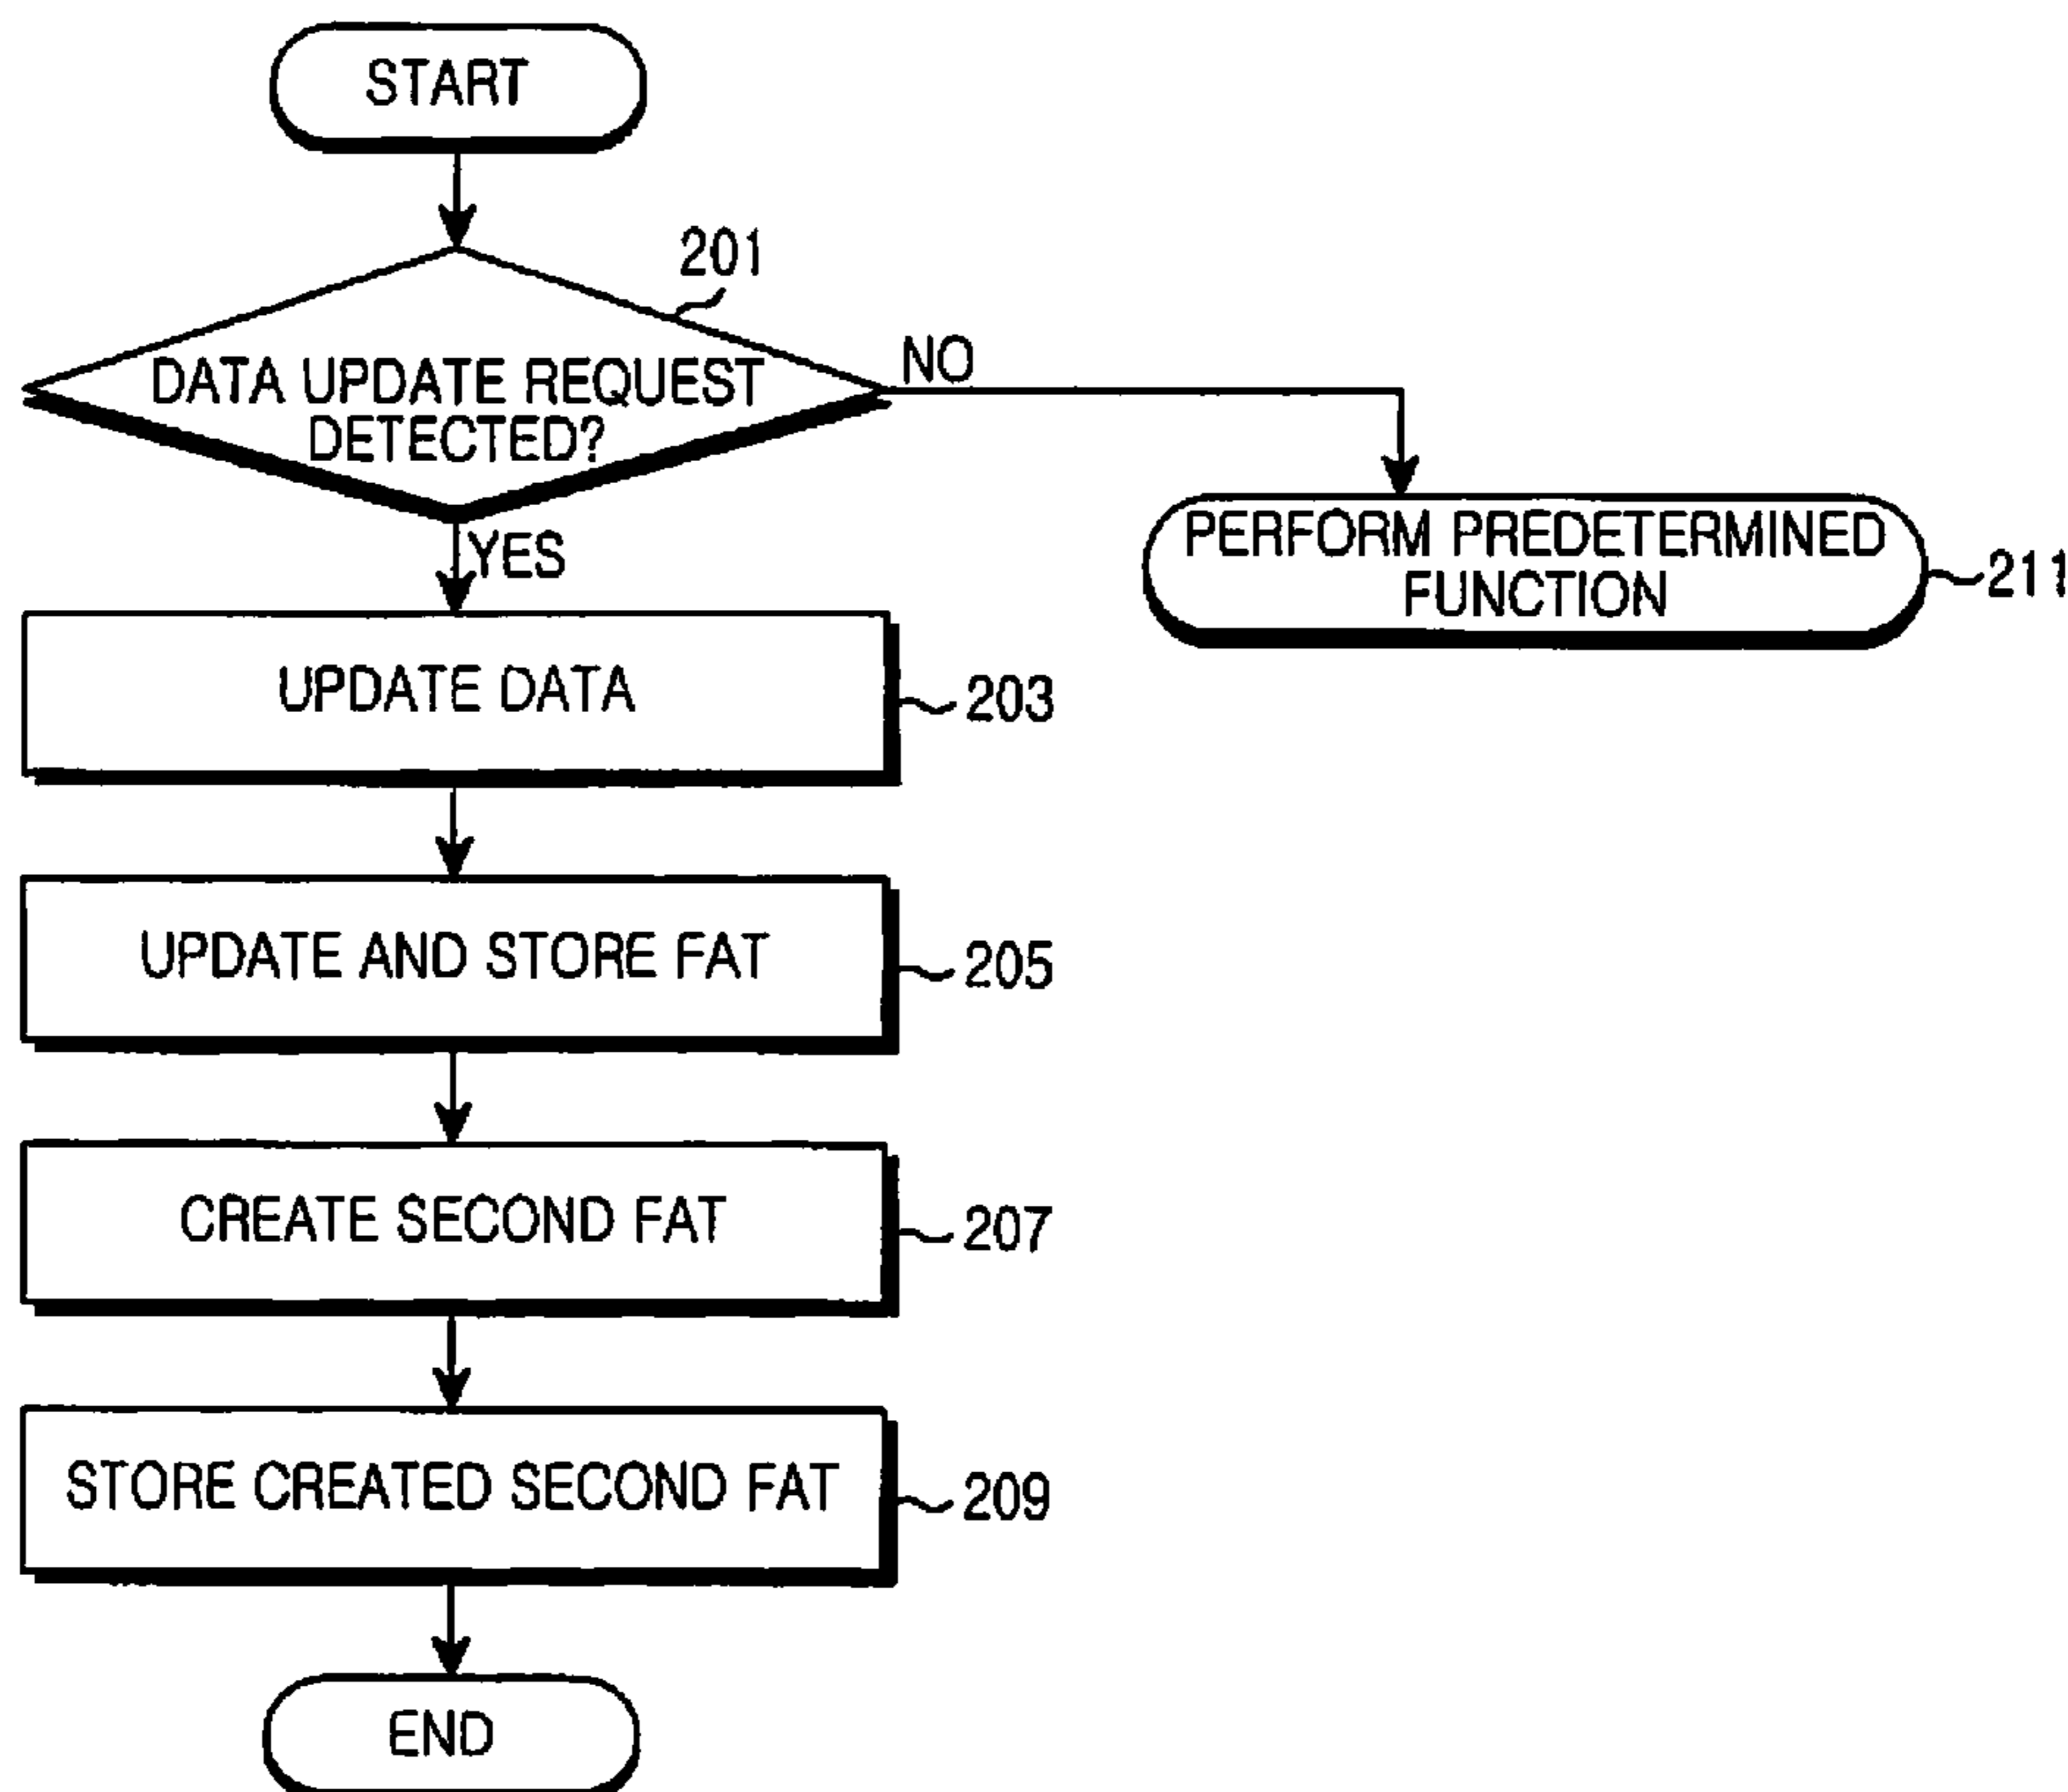 START
201
DATA UPDATE REQUEST
DETECTED?
NO
YES
PERFORM PREDETERMINED
FUNCTION
211
UPDATE DATA
203
UPDATE AND STORE FAT
205
CREATE SECOND FAT
207
STORE CREATED SECOND FAT
209
END